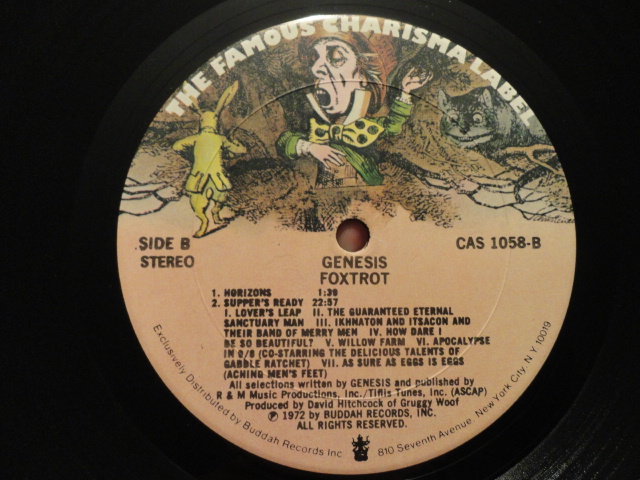 THE FAMOUS CHARISMA LABEL
SIDE B
STEREO
CAS 1058-B
GENESIS
FOXTROT
1. HORIZONS 1:39
2. SUPPER'S READY 22:57
I. LOVER'S LEAP II. THE GUARANTEED ETERNAL
SANCTUARY MAN III. IKHNATON AND ITSACON AND
THEIR BAND OF MERRY MEN IV. HOW DARE I
BE SO BEAUTIFUL? V. WILLOW FARM VI. APOCALYPSE
IN 9/8 (CO-STARRING THE DELICIOUS TALENTS OF
GABBLE RATCHET) VII. AS SURE AS EGGS IS EGGS
(ACHING MEN'S FEET)
All selections written by GENESIS and published by
R & M Music Productions, Inc./Tiflis Tunes, Inc. (ASCAP)
Produced by David Hitchcock of Gruggy Woof
℗ 1972 by BUDDAH RECORDS, INC.
ALL RIGHTS RESERVED.
Exclusively Distributed by Buddah Records Inc 810 Seventh Avenue, New York City, N Y 10019